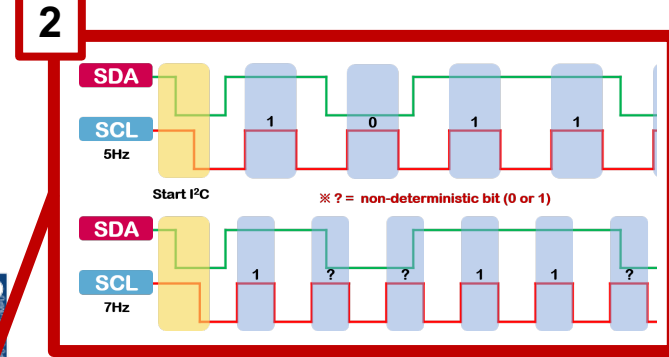 2
SDA
SCL
5Hz
1 0 1 1
Start I²C
※ ? = non-deterministic bit (0 or 1)
SDA
SCL
7Hz
1 ? ? 1 1 ?